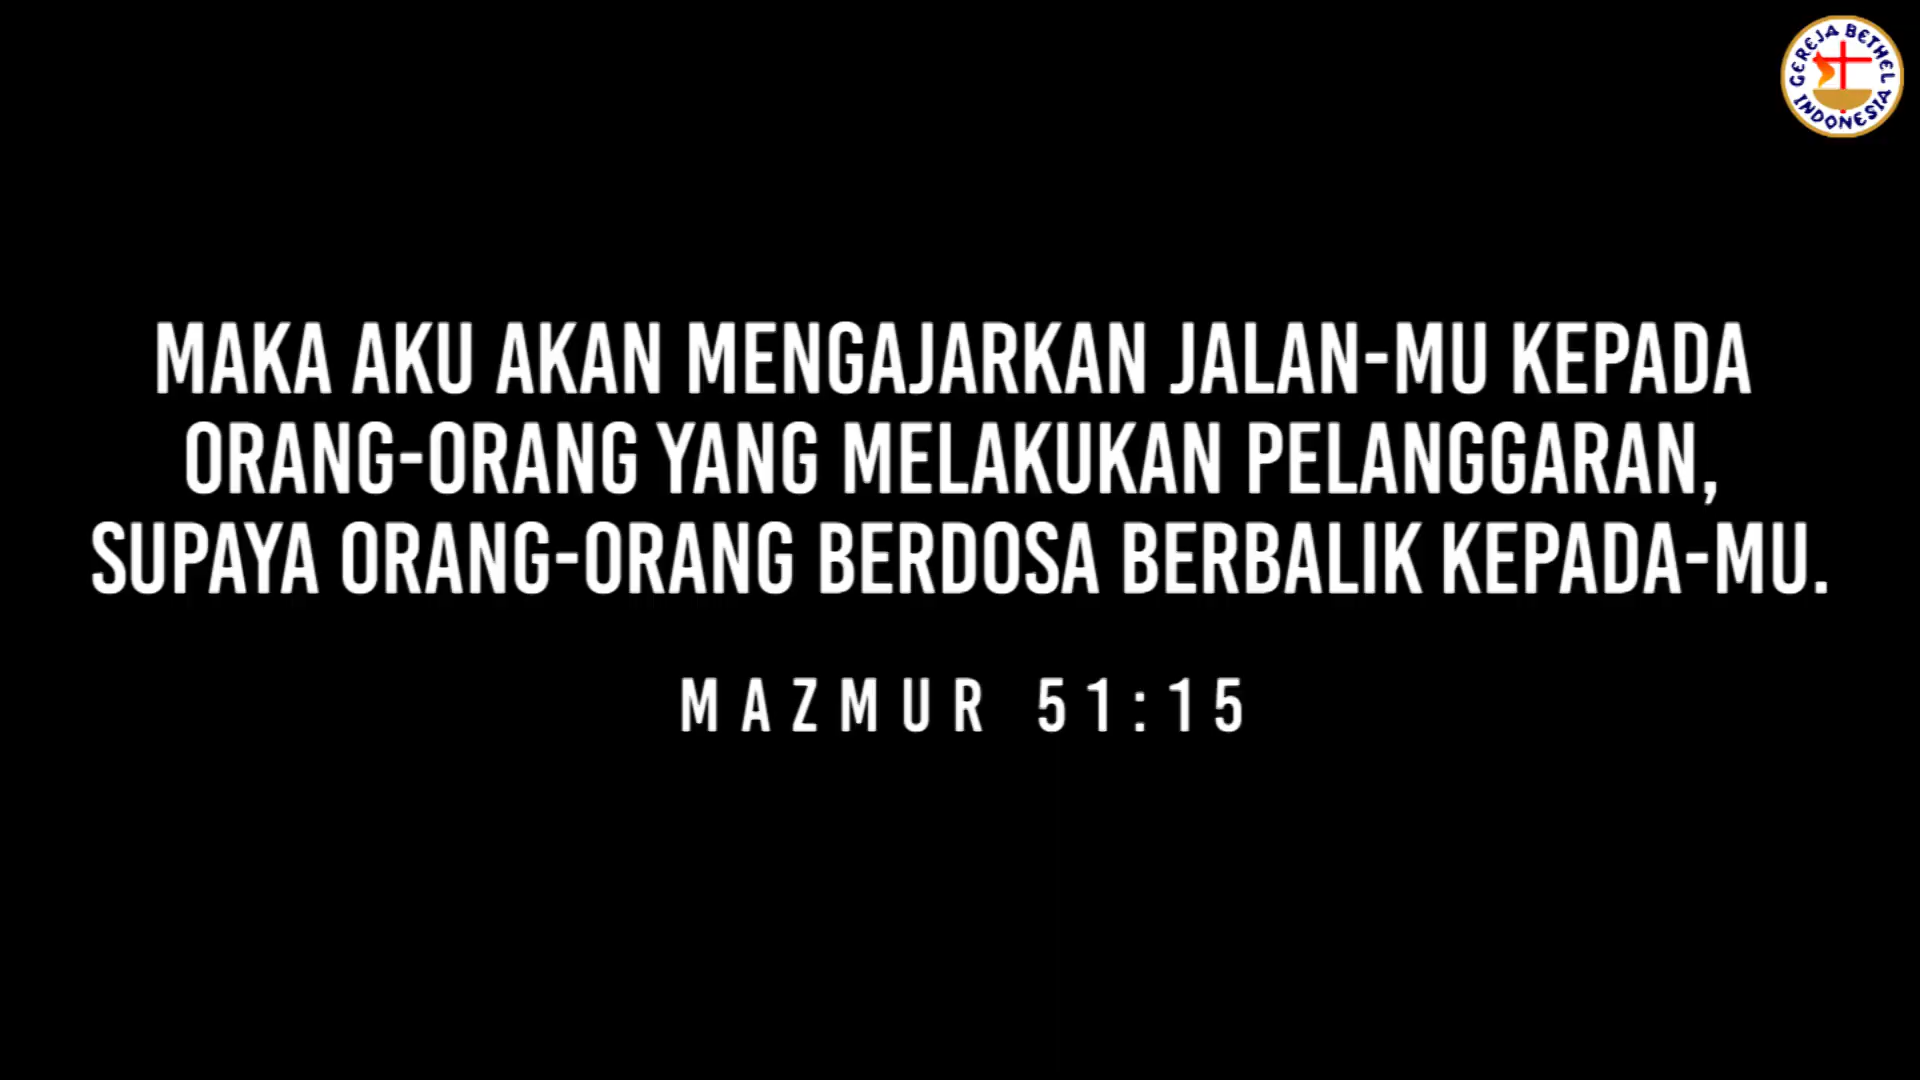 GEREJA BETHEL
INDONESIA
MAKA AKU AKAN MENGAJARKAN JALAN-MU KEPADA
ORANG-ORANG YANG MELAKUKAN PELANGGARAN,
SUPAYA ORANG-ORANG BERDOSA BERBALIK KEPADA-MU.
MAZMUR 51:15